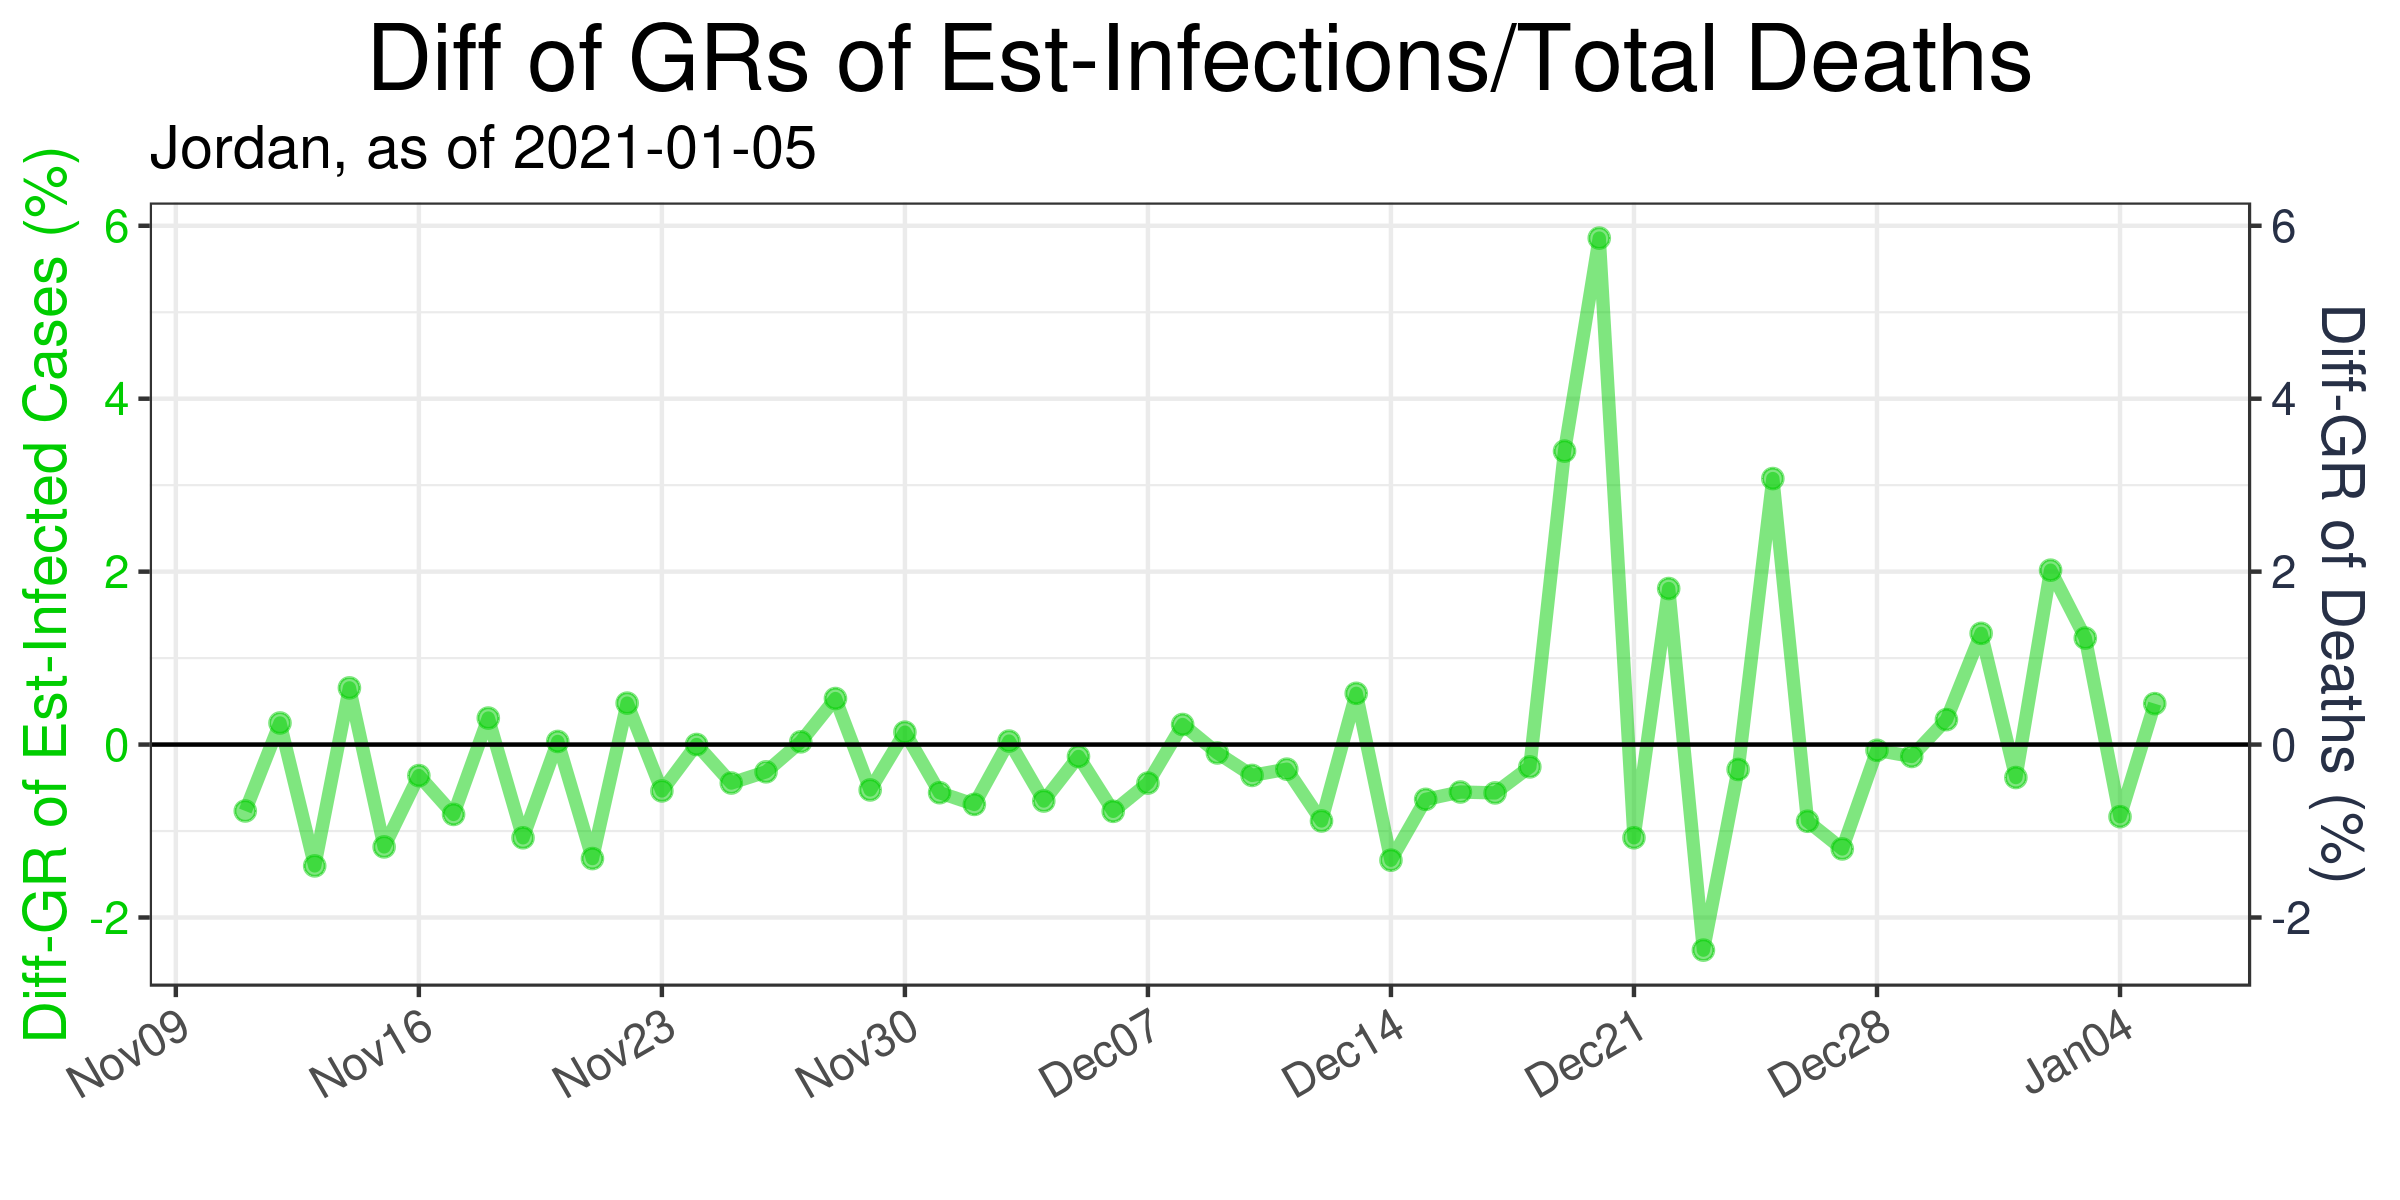 Diff of GRs of Est-Infections/Total Deaths
Jordan, as of 2021-01-05
Diff-GR of Est-Infected Cases (%)
6
4
2
0
-2
6
4
2
0
-2
Diff-GR of Deaths (%)
Nov09
Nov16
Nov23
Nov30
Dec07
Dec14
Dec21
Dec28
Jan04